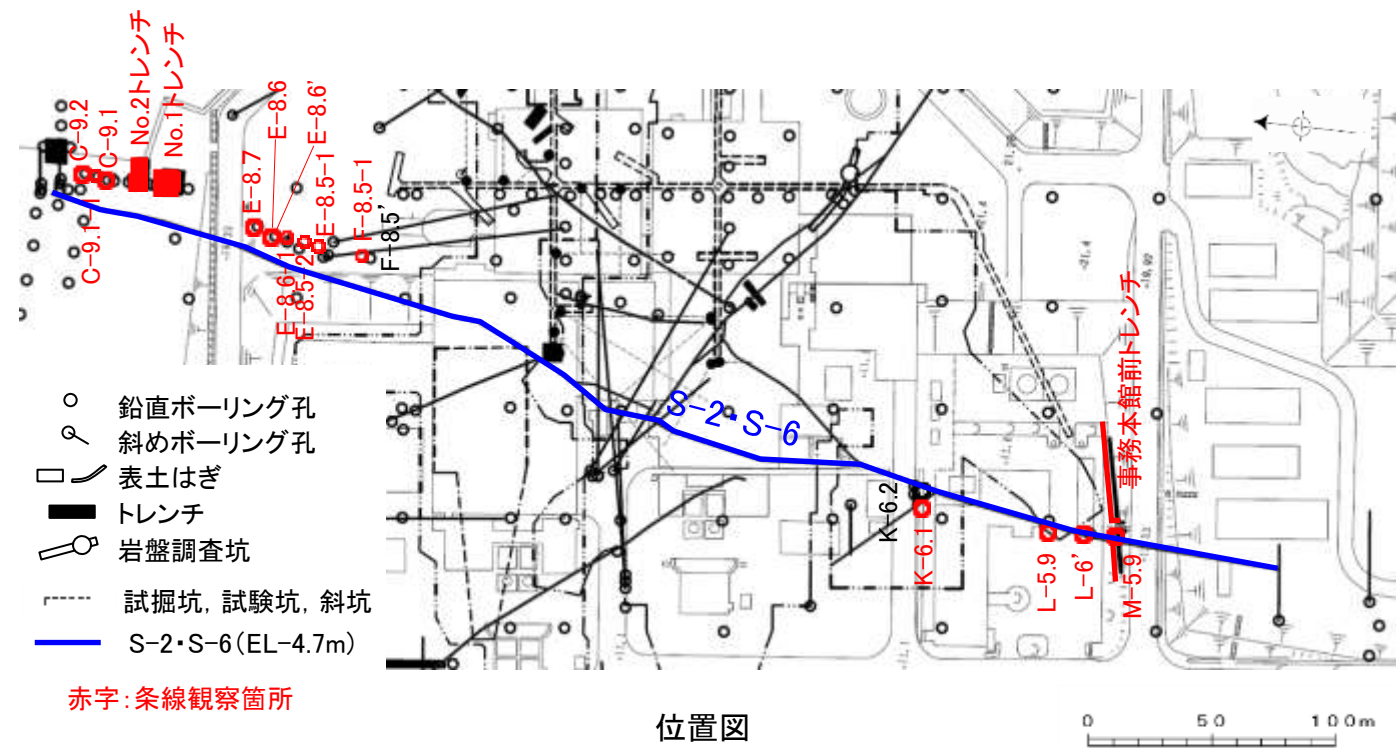 C-9.2
C-9.1
No.2トレンチ
No.1トレンチ
E-8.7
E-8.6
E-8.6'
E-8.5-1
F-8.5-1
F-8.5'
C-9.1-1
E-8.6-1
E-8.5-2
S-2・S-6
K-6.2
K-6.1
L-5.9
L-6'
M-5.9
事務本館前トレンチ
鉛直ボーリング孔
斜めボーリング孔
表土はぎ
トレンチ
岩盤調査坑
試掘坑, 試験坑, 斜坑
S-2・S-6(EL-4.7m)
赤字:条線観察箇所
位置図
0 50 100m